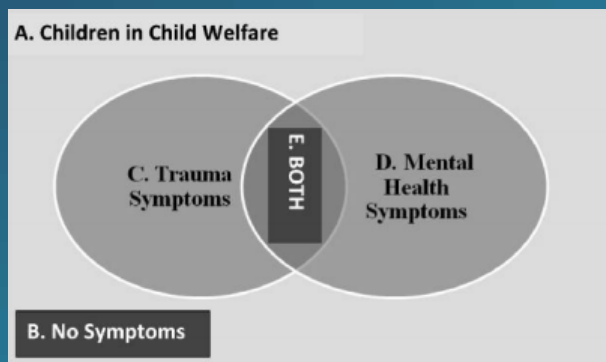 A. Children in Child Welfare
C. Trauma
Symptoms
E. BOTH
D. Mental
Health
Symptoms
B. No Symptoms